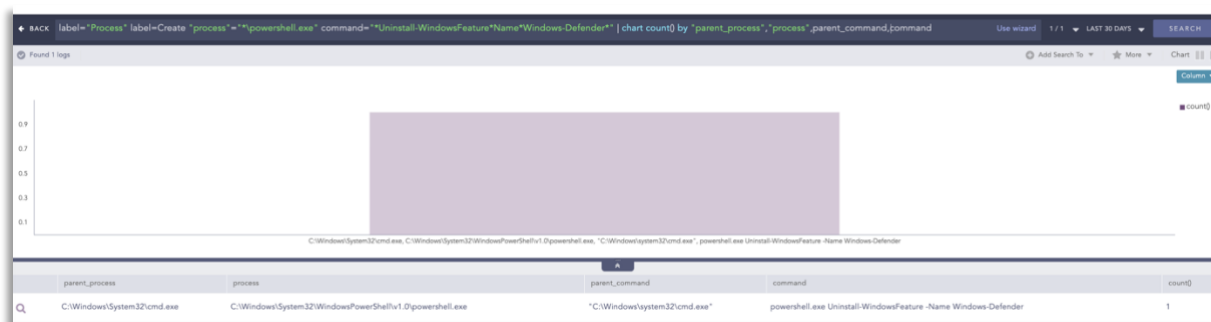 BACK label="Process" label=Create "process"="*\powershell.exe" command="*Uninstall-WindowsFeature*Name*Windows-Defender*" | chart count() by "parent_process","process",parent_command,command Use wizard 1 / 1 LAST 30 DAYS SEARCH
Found 1 logs Add Search To More Chart
Column
count()
0.9
0.7
0.5
0.3
0.1
C:\Windows\System32\cmd.exe, C:\Windows\System32\WindowsPowerShell\v1.0\powershell.exe, "C:\Windows\system32\cmd.exe", powershell.exe Uninstall-WindowsFeature -Name Windows-Defender
parent_process process parent_command command count()
C:\Windows\System32\cmd.exe C:\Windows\System32\WindowsPowerShell\v1.0\powershell.exe "C:\Windows\system32\cmd.exe" powershell.exe Uninstall-WindowsFeature -Name Windows-Defender 1